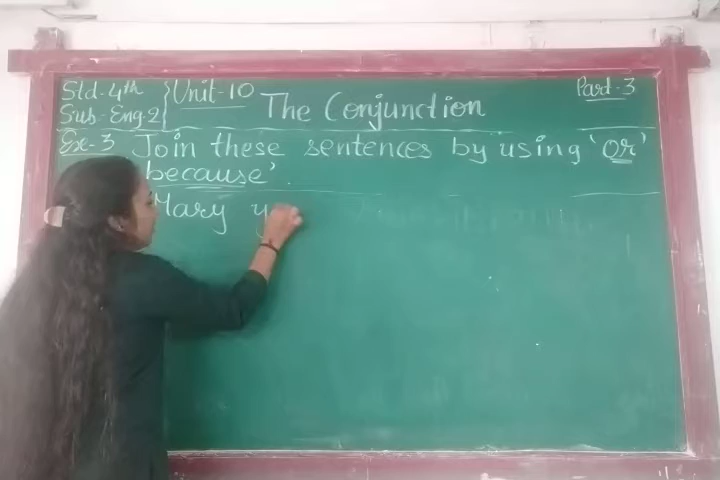 Std. 4th Unit-10 Part-3
Sub-Eng.2 The Conjunction
Ex-3 Join these sentences by using 'or'
because'.
Mary y